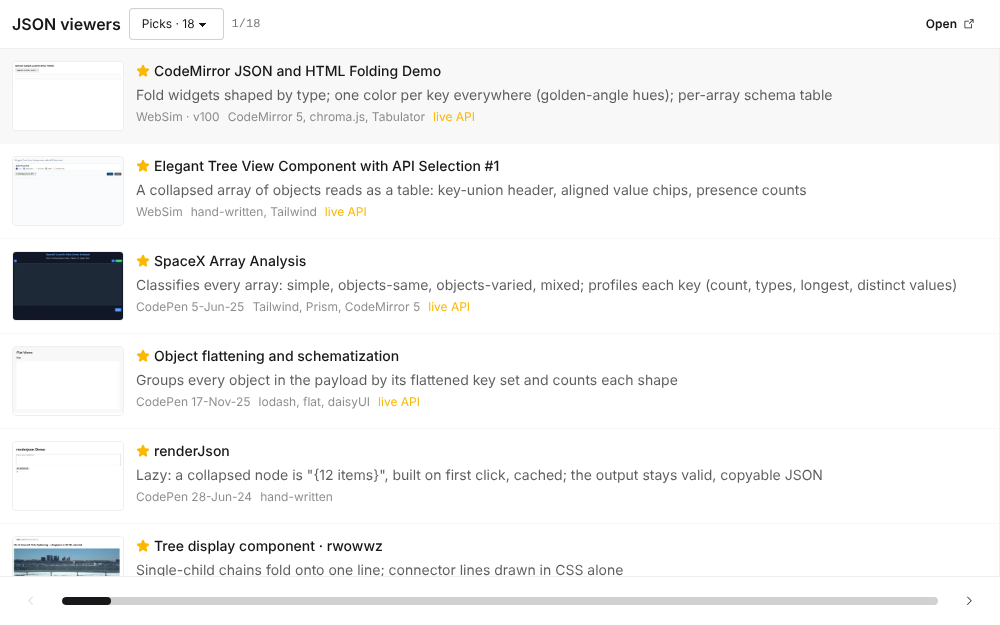 JSON viewers
Picks · 18
1/18
Open
CodeMirror JSON and HTML Folding Demo
Fold widgets shaped by type; one color per key everywhere (golden-angle hues); per-array schema table
WebSim · v100 CodeMirror 5, chroma.js, Tabulator live API
Elegant Tree View Component with API Selection #1
A collapsed array of objects reads as a table: key-union header, aligned value chips, presence counts
WebSim hand-written, Tailwind live API
SpaceX Array Analysis
Classifies every array: simple, objects-same, objects-varied, mixed; profiles each key (count, types, longest, distinct values)
CodePen 5-Jun-25 Tailwind, Prism, CodeMirror 5 live API
Object flattening and schematization
Groups every object in the payload by its flattened key set and counts each shape
CodePen 17-Nov-25 lodash, flat, daisyUI live API
renderJson
Lazy: a collapsed node is "{12 items}", built on first click, cached; the output stays valid, copyable JSON
CodePen 28-Jun-24 hand-written
Tree display component · rwowwz
Single-child chains fold onto one line; connector lines drawn in CSS alone